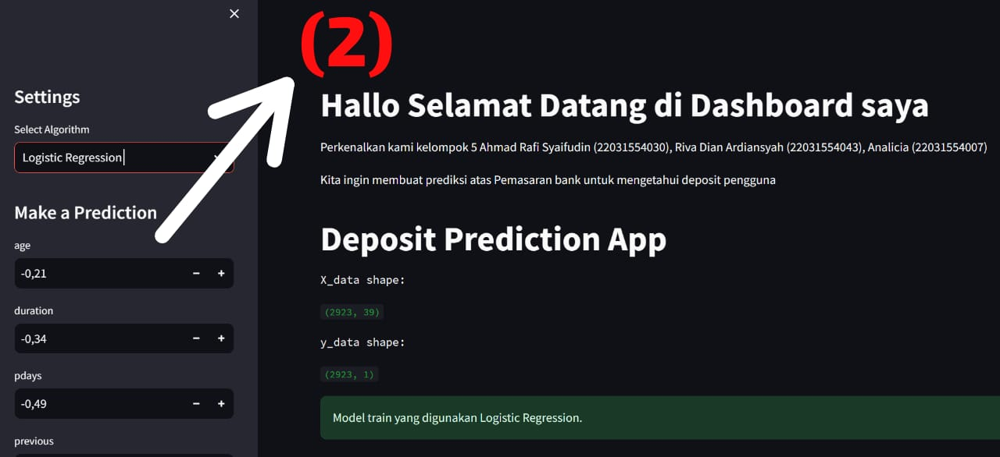 (2)
Settings
Select Algorithm
Logistic Regression
Make a Prediction
age
-0,21
duration
-0,34
pdays
-0,49
previous
Hallo Selamat Datang di Dashboard saya
Perkenalkan kami kelompok 5 Ahmad Rafi Syaifudin (22031554030), Riva Dian Ardiansyah (22031554043), Analicia (22031554007)
Kita ingin membuat prediksi atas Pemasaran bank untuk mengetahui deposit pengguna
Deposit Prediction App
X_data shape:
(2923, 39)
y_data shape:
(2923, 1)
Model train yang digunakan Logistic Regression.